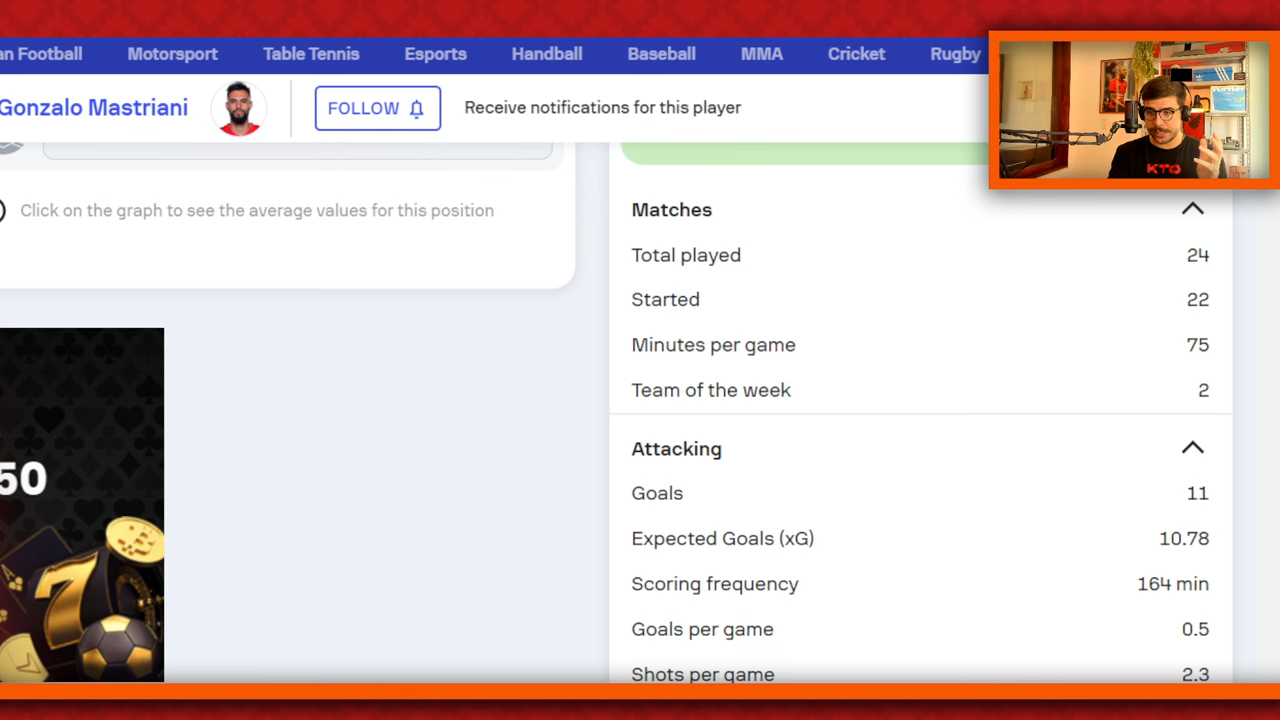 an Football Motorsport Table Tennis Esports Handball Baseball MMA Cricket Rugby
Gonzalo Mastriani FOLLOW Receive notifications for this player
Click on the graph to see the average values for this position
Matches
Total played 24
Started 22
Minutes per game 75
Team of the week 2
Attacking
Goals 11
Expected Goals (xG) 10.78
Scoring frequency 164 min
Goals per game 0.5
Shots per game 2.3
50
A
7
KTO